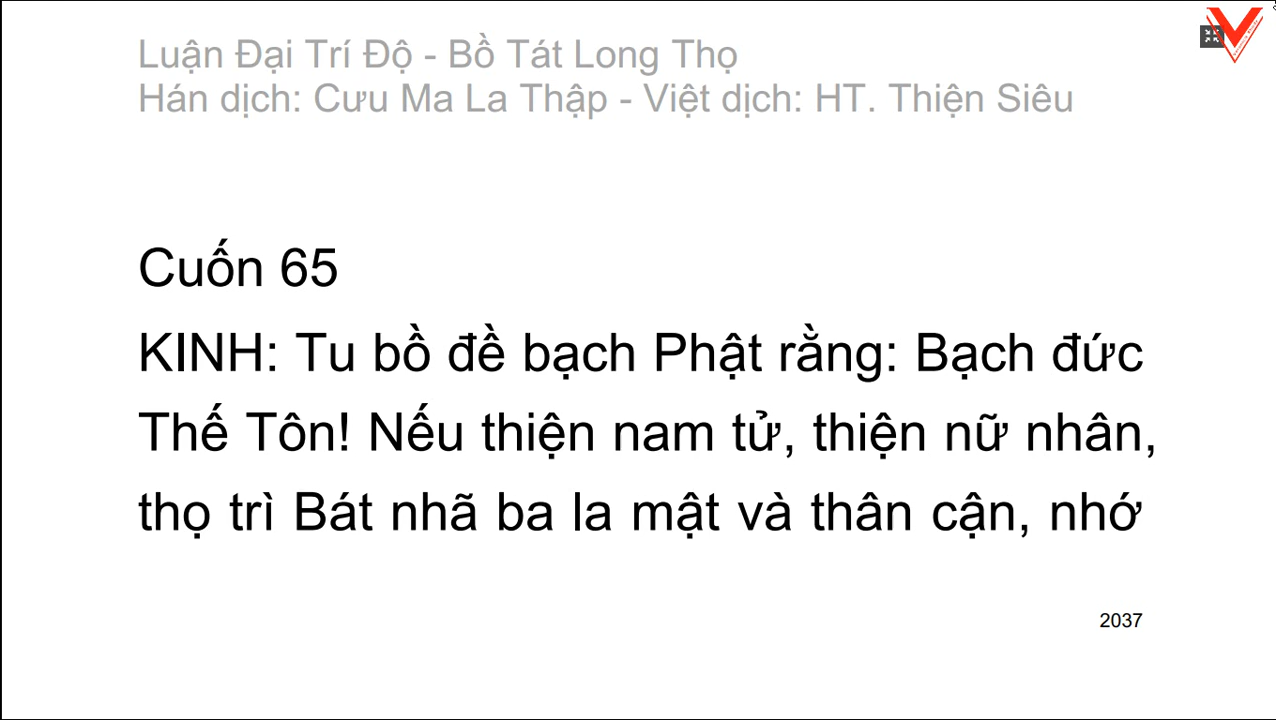 Luận Đại Trí Độ - Bồ Tát Long Thọ
Hán dịch: Cưu Ma La Thập - Việt dịch: HT. Thiện Siêu
Cuốn 65
KINH: Tu bồ đề bạch Phật rằng: Bạch đức
Thế Tôn! Nếu thiện nam tử, thiện nữ nhân,
thọ trì Bát nhã ba la mật và thân cận, nhớ
2037